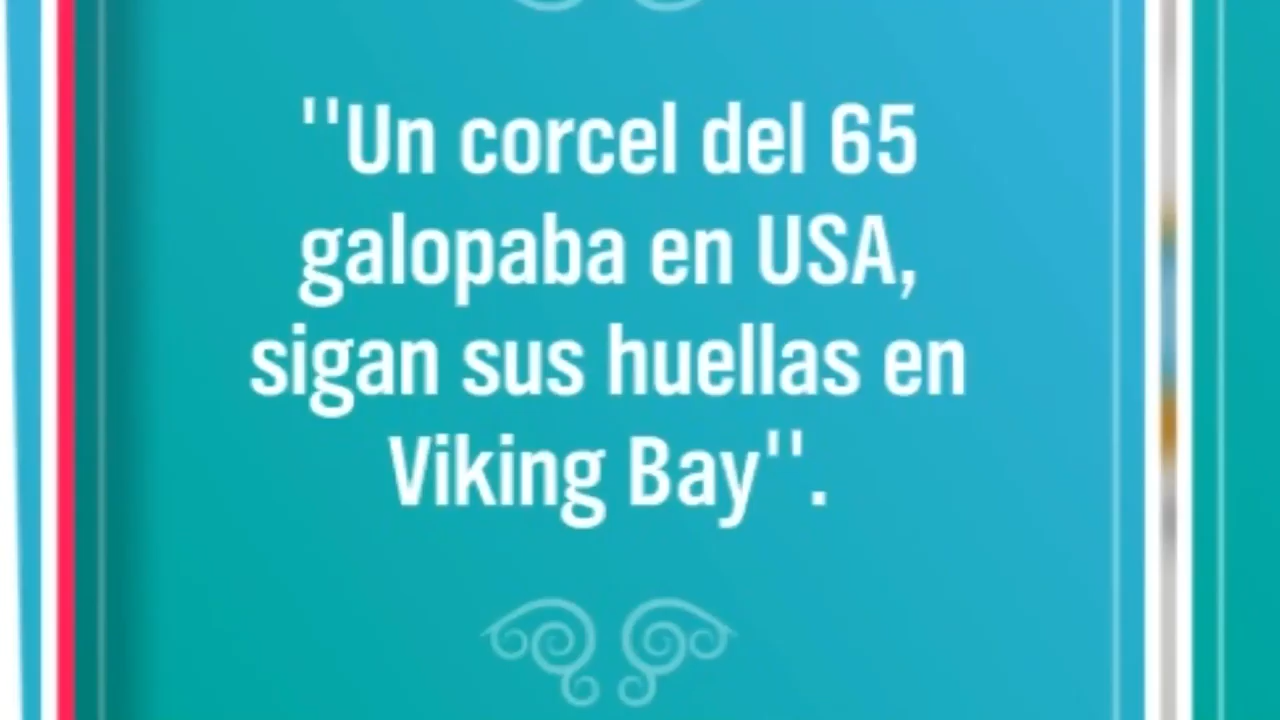 "Un corcel del 65
galopaba en USA,
sigan sus huellas en
Viking Bay".